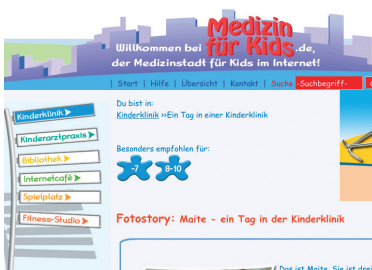 Willkommen bei Medizin für Kids.de,
der Medizinstadt für Kids im Internet!
| Start | Hilfe | Übersicht | Kontakt | Suche -Suchbegriff-
Kinderklinik
Kinderarztpraxis
Bibliothek
Internetcafé
Spielplatz
Fitness-Studio
Du bist in:
Kinderklinik »Ein Tag in einer Kinderklinik
Besonders empfohlen für:
-7 8-10
Fotostory: Maite - ein Tag in der Kinderklinik
Das ist Maite. Sie ist